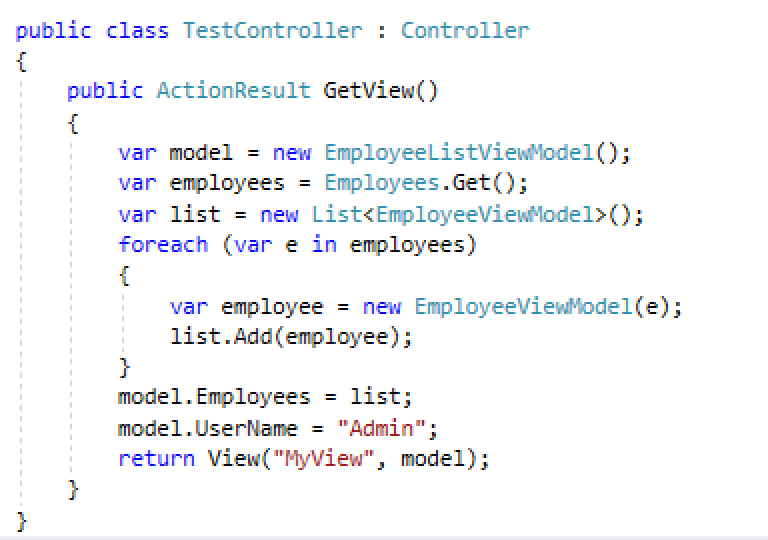 public class TestController : Controller
{
    public ActionResult GetView()
    {
        var model = new EmployeeListViewModel();
        var employees = Employees.Get();
        var list = new List<EmployeeViewModel>();
        foreach (var e in employees)
        {
            var employee = new EmployeeViewModel(e);
            list.Add(employee);
        }
        model.Employees = list;
        model.UserName = "Admin";
        return View("MyView", model);
    }
}